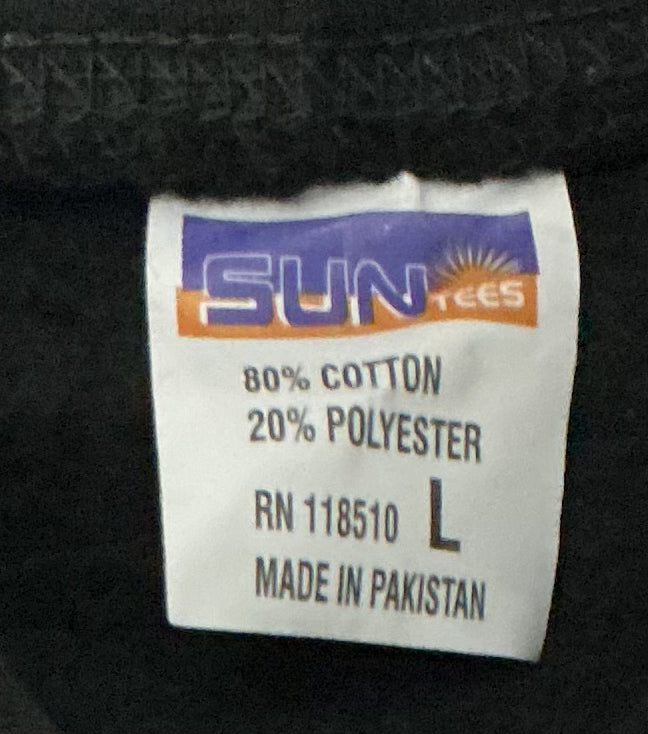 SUN TEES
80% COTTON
20% POLYESTER
RN 118510 L
MADE IN PAKISTAN